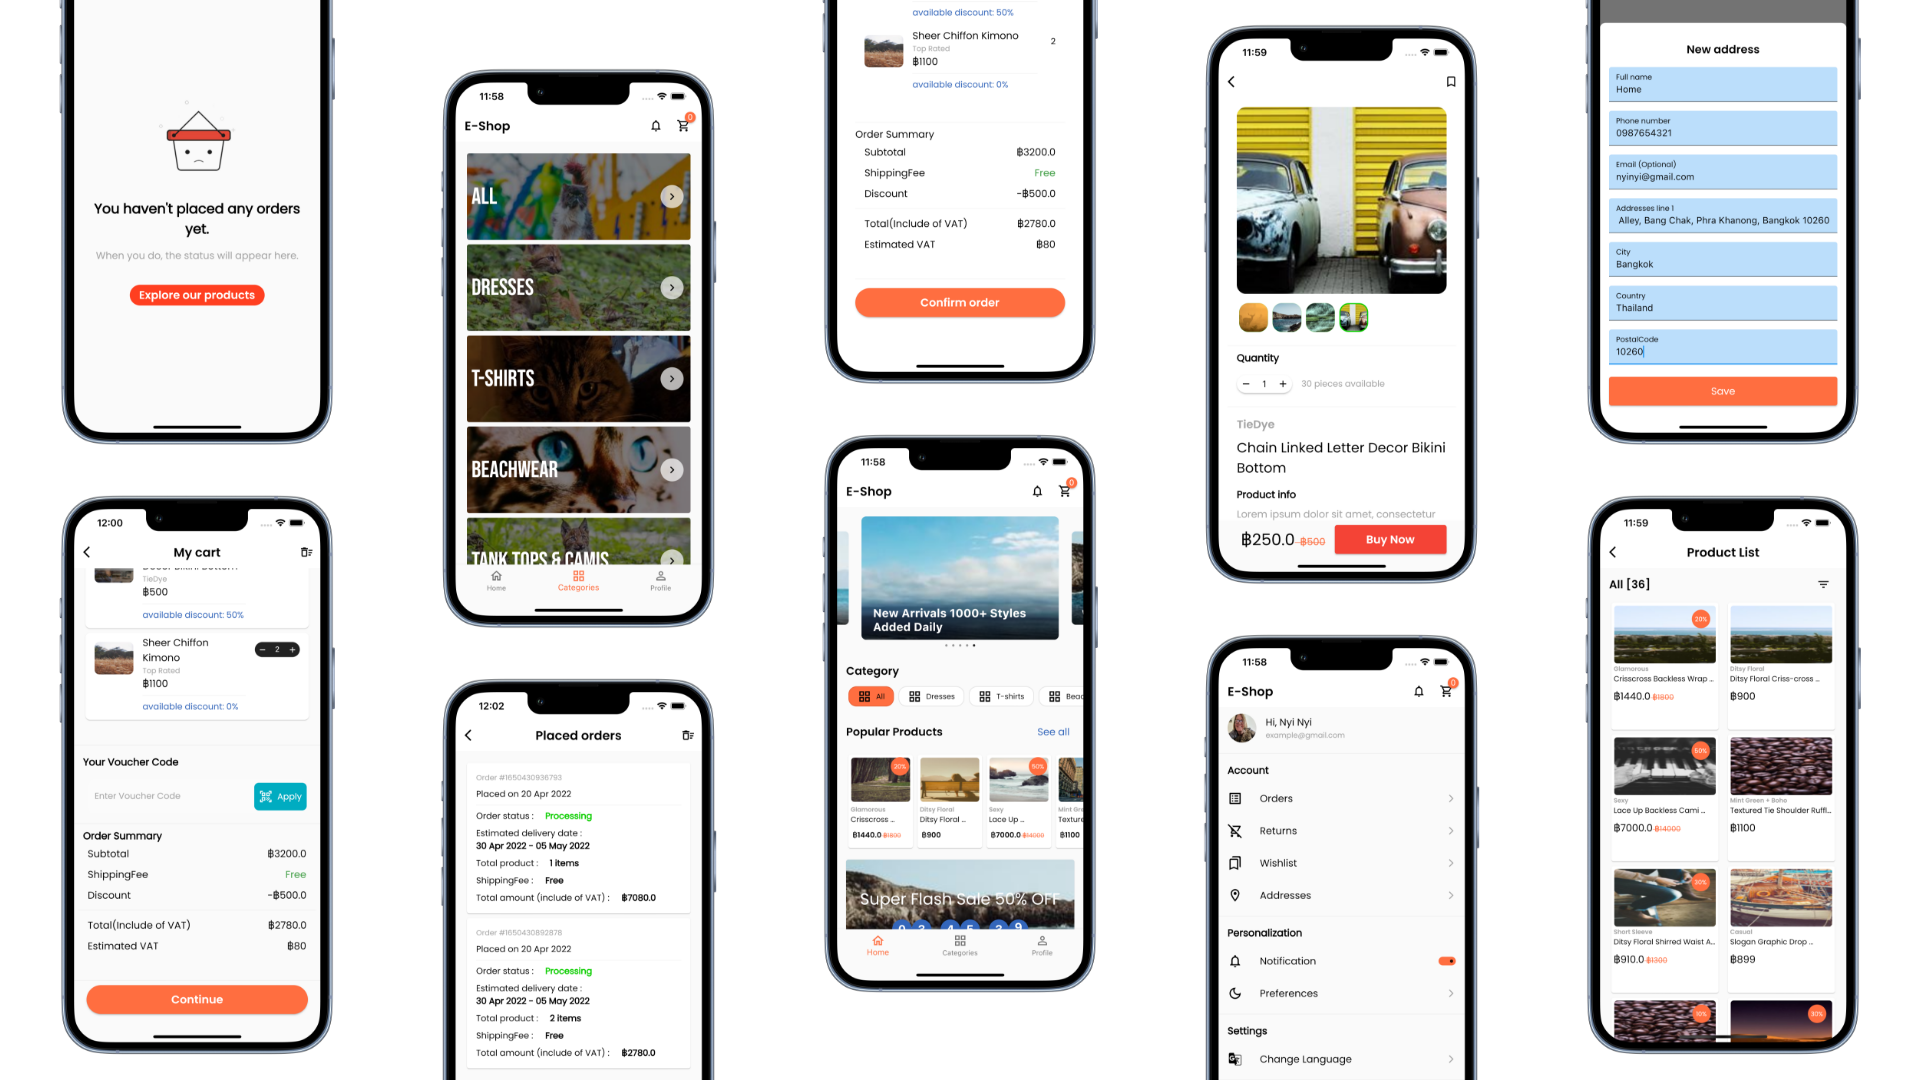 You haven't placed any orders
yet.
When you do, the status will appear here.
Explore our products
12:00
My cart
TieDye
฿500
available discount: 50%
Sheer Chiffon
Kimono
Top Rated
฿1100
- 2 +
available discount: 0%
Your Voucher Code
Enter Voucher Code
Apply
Order Summary
Subtotal ฿3200.0
ShippingFee Free
Discount -฿500.0
Total(Include of VAT) ฿2780.0
Estimated VAT ฿80
Continue
11:58
E-Shop
0
ALL
DRESSES
T-SHIRTS
BEACHWEAR
TANK TOPS & CAMIS
Home Categories Profile
12:02
Placed orders
Order #1650430936793
Placed on 20 Apr 2022
Order status : Processing
Estimated delivery date :
30 Apr 2022 - 05 May 2022
Total product : 1 items
ShippingFee : Free
Total amount (include of VAT) : ฿7080.0
Order #1650430892878
Placed on 20 Apr 2022
Order status : Processing
Estimated delivery date :
30 Apr 2022 - 05 May 2022
Total product : 2 items
ShippingFee : Free
Total amount (include of VAT) : ฿2780.0
available discount: 50%
Sheer Chiffon Kimono 2
Top Rated
฿1100
available discount: 0%
Order Summary
Subtotal ฿3200.0
ShippingFee Free
Discount -฿500.0
Total(Include of VAT) ฿2780.0
Estimated VAT ฿80
Confirm order
11:58
E-Shop
0
New Arrivals 1000+ Styles
Added Daily
Category
All Dresses T-shirts Beac
Popular Products See all
20% 50%
Glamorous Ditsy Floral Sexy Mint Gre
Crisscross ... Ditsy Floral ... Lace Up ... Texture
฿1440.0 ฿1800 ฿900 ฿7000.0 ฿14000 ฿1100
Super Flash Sale 50% OFF
Home Categories Profile
11:59
Quantity
- 1 + 30 pieces available
TieDye
Chain Linked Letter Decor Bikini
Bottom
Product info
Lorem ipsum dolor sit amet, consectetur
฿250.0 ฿500 Buy Now
11:58
E-Shop
0
Hi, Nyi Nyi
example@gmail.com
Account
Orders
Returns
Wishlist
Addresses
Personalization
Notification
Preferences
Settings
Change Language
New address
Full name
Home
Phone number
0987654321
Email (Optional)
nyinyi@gmail.com
Addresses line 1
Alley, Bang Chak, Phra Khanong, Bangkok 10260
City
Bangkok
Country
Thailand
PostalCode
10260
Save
11:59
Product List
All [36]
20%
Glamorous Ditsy Floral
Crisscross Backless Wrap ... Ditsy Floral Criss-cross ...
฿1440.0 ฿1800 ฿900
50%
Sexy Mint Green + Boho
Lace Up Backless Cami ... Textured Tie Shoulder Ruffl...
฿7000.0 ฿14000 ฿1100
30%
Short Sleeve Casual
Ditsy Floral Shirred Waist A... Slogan Graphic Drop ...
฿910.0 ฿1300 ฿899
10% 30%